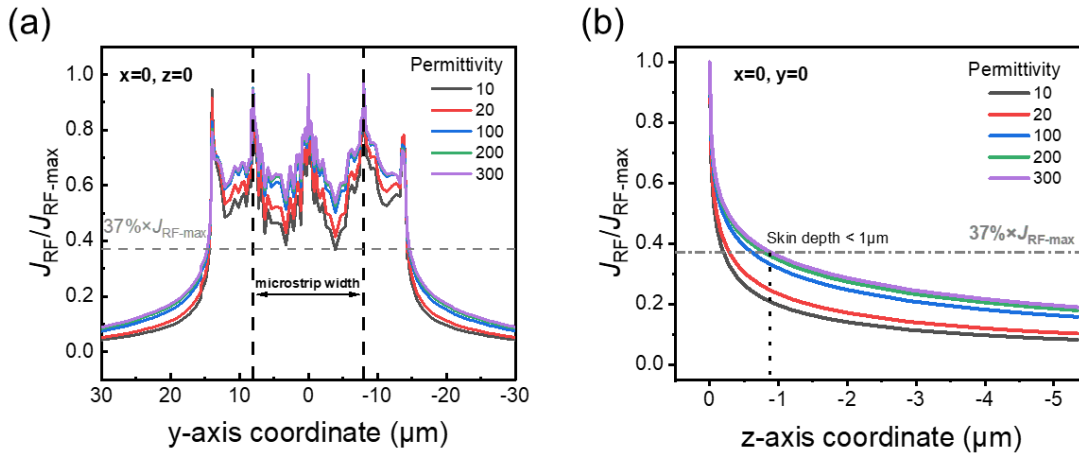 (a)
x=0, z=0
Permittivity
10
20
100
200
300
37%×J_RF-max
microstrip width
J_RF/J_RF-max
1.0
0.8
0.6
0.4
0.2
0.0
30 20 10 0 -10 -20 -30
y-axis coordinate (μm)
(b)
x=0, y=0
Permittivity
10
20
100
200
300
Skin depth < 1μm
37%×J_RF-max
J_RF/J_RF-max
1.0
0.8
0.6
0.4
0.2
0.0
0 -1 -2 -3 -4 -5
z-axis coordinate (μm)